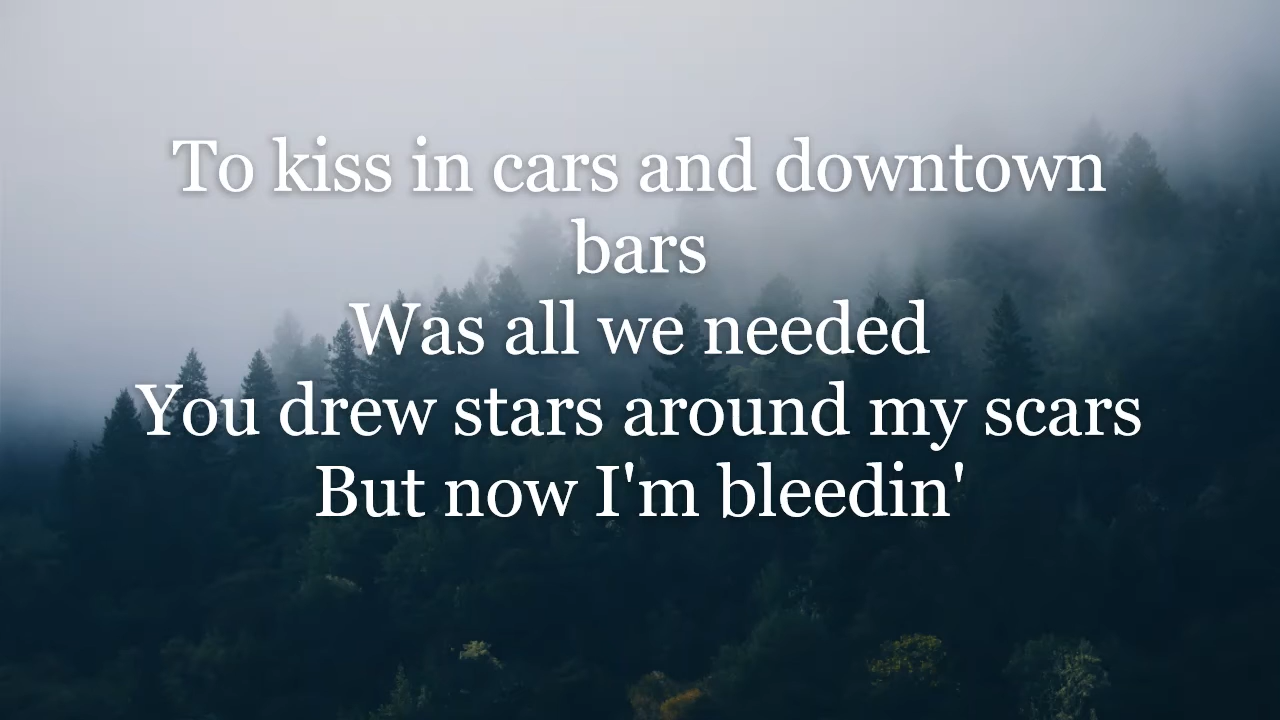 To kiss in cars and downtown
bars
Was all we needed
You drew stars around my scars
But now I'm bleedin'